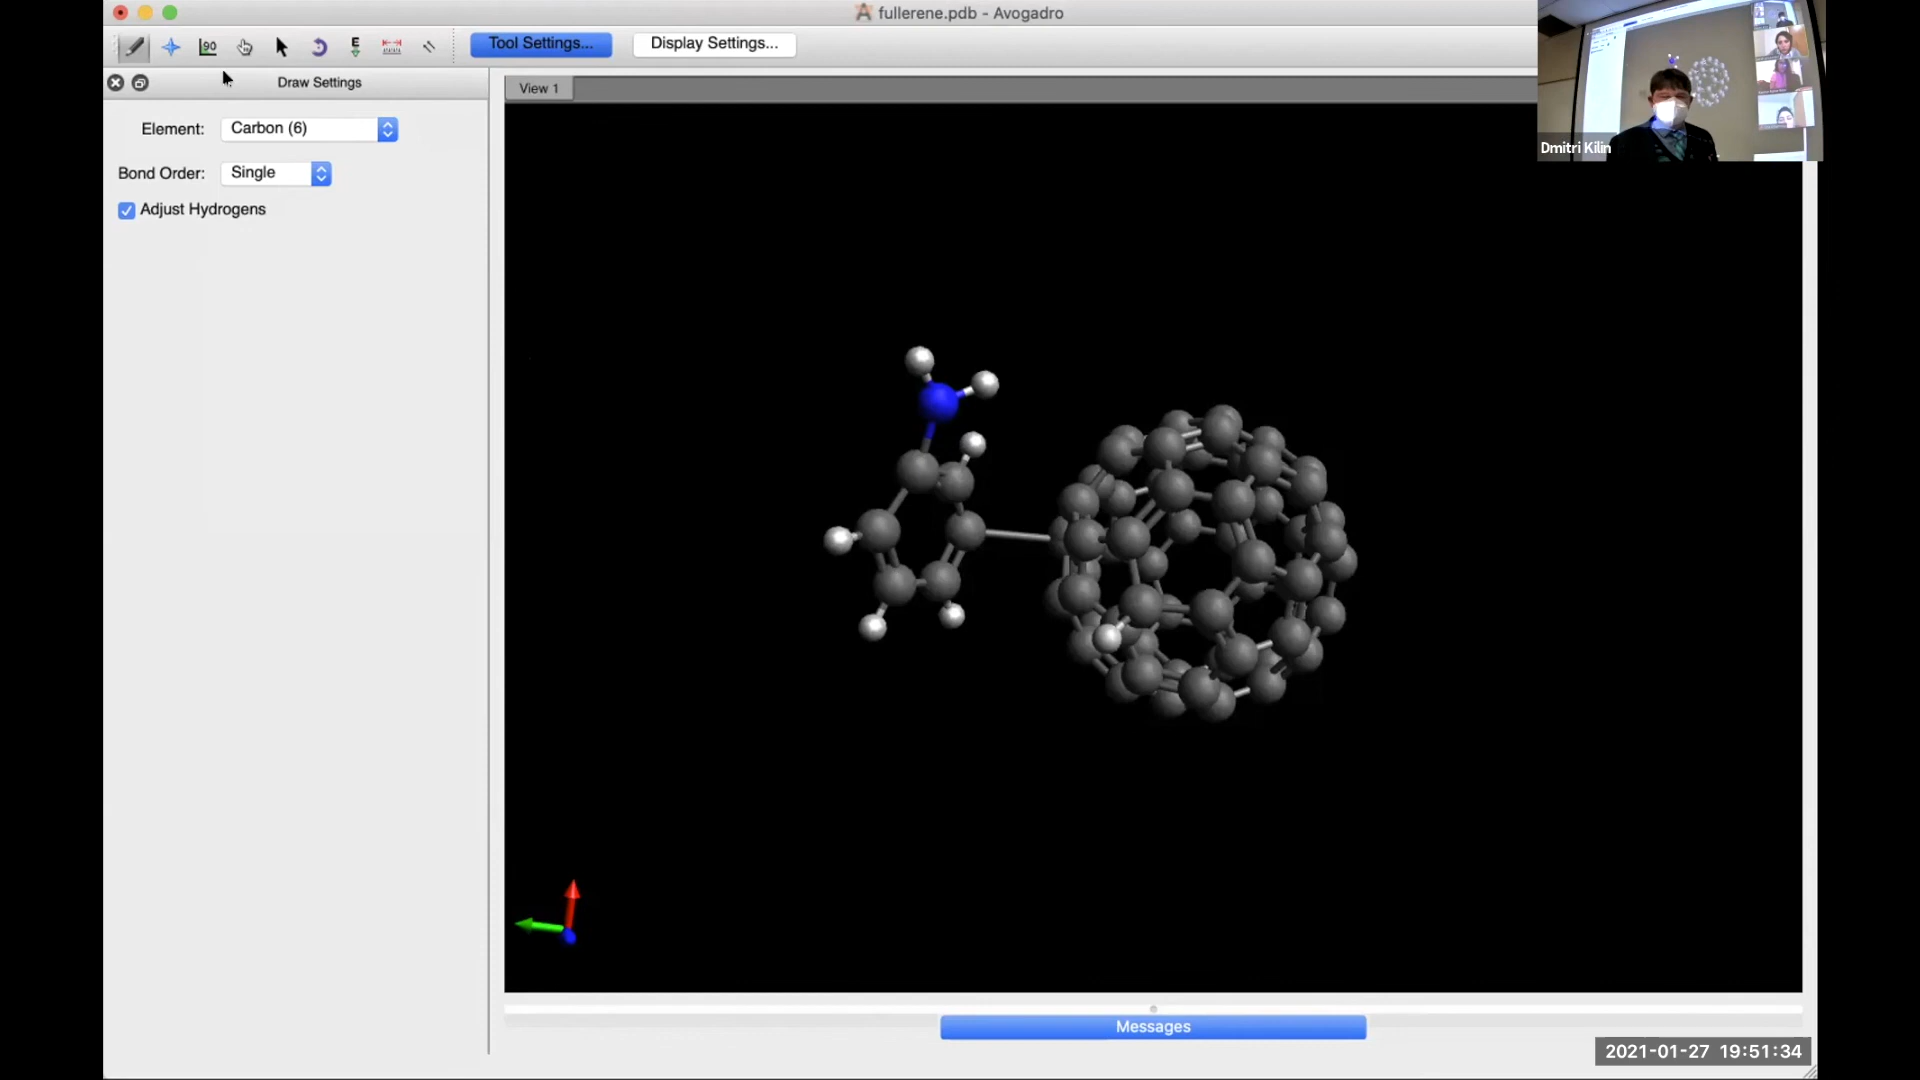 fullerene.pdb - Avogadro
90
E
Tool Settings...
Display Settings...
Draw Settings
View 1
Element:
Carbon (6)
Bond Order:
Single
Adjust Hydrogens
Dmitri Kilin
Messages
2021-01-27 19:51:34